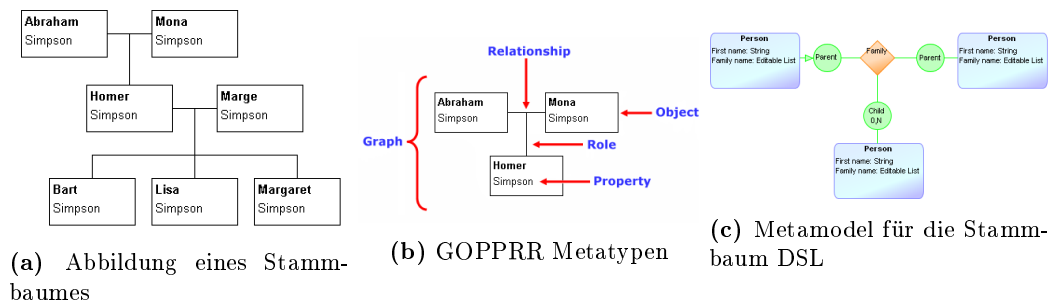 Abraham
Simpson
Mona
Simpson
Homer
Simpson
Marge
Simpson
Bart
Simpson
Lisa
Simpson
Margaret
Simpson
(a) Abbildung eines Stamm-
baumes
Relationship
Abraham
Simpson
Mona
Simpson
Object
Graph
Role
Homer
Simpson
Property
(b) GOPPRR Metatypen
Person
First name: String
Family name: Editable List
Parent
Family
Parent
Person
First name: String
Family name: Editable List
Child
0,N
Person
First name: String
Family name: Editable List
(c) Metamodel für die Stamm-
baum DSL